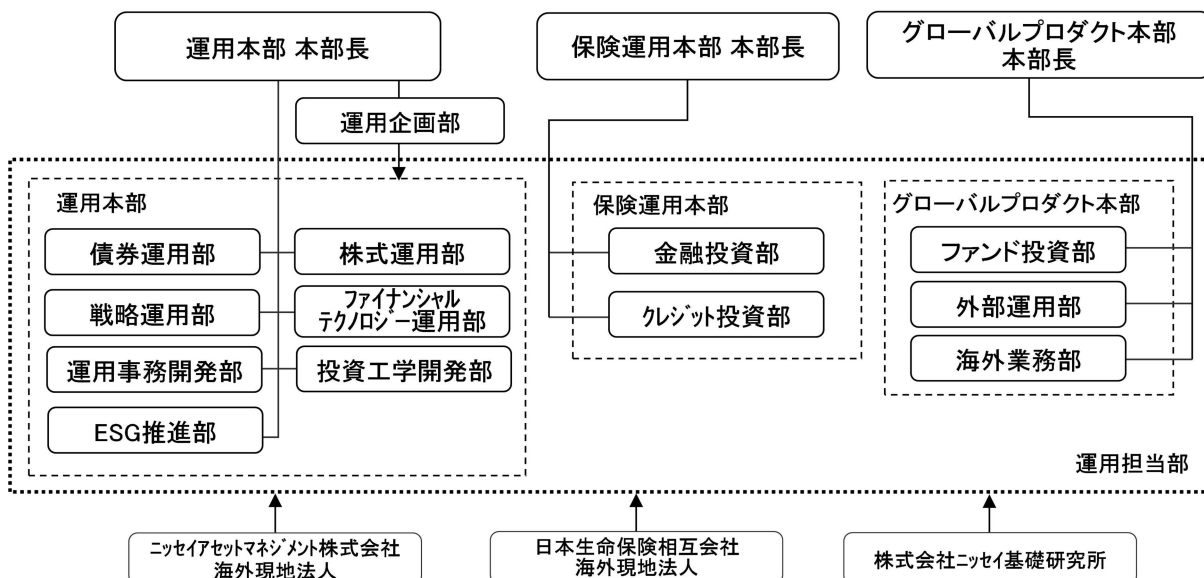 運用本部 本部長
保険運用本部 本部長
グローバルプロダクト本部
本部長
運用企画部
運用本部
債券運用部
株式運用部
戦略運用部
ファイナンシャル
テクノロジー運用部
運用事務開発部
投資工学開発部
ESG推進部
保険運用本部
金融投資部
クレジット投資部
グローバルプロダクト本部
ファンド投資部
外部運用部
海外業務部
運用担当部
ニッセイアセットマネジメント株式会社
海外現地法人
日本生命保険相互会社
海外現地法人
株式会社ニッセイ基礎研究所